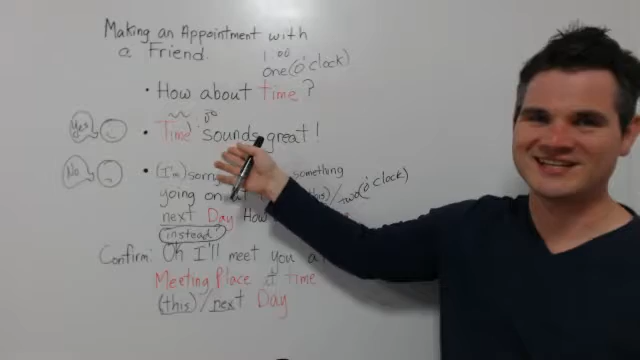 Making an Appointment with
a Friend.
1:00
one (O'clock)
• How about time?
Yes • Time sounds great!
No • (I'm) sorry something
going on at (this)/ two (O'clock)
next Day How
instead?
Confirm: Oh I'll meet you a
Meeting Place at time
(this)/next Day